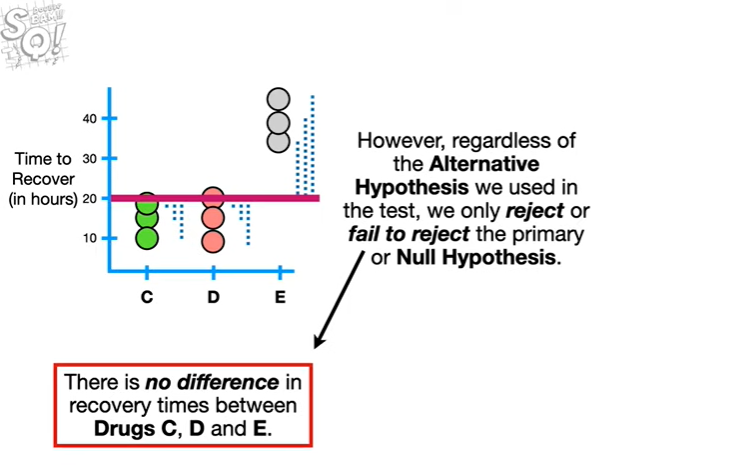 However, regardless of
the Alternative
Hypothesis we used in
the test, we only reject or
fail to reject the primary
or Null Hypothesis.
Time to
Recover
(in hours)
40
30
20
10
C D E
There is no difference in
recovery times between
Drugs C, D and E.